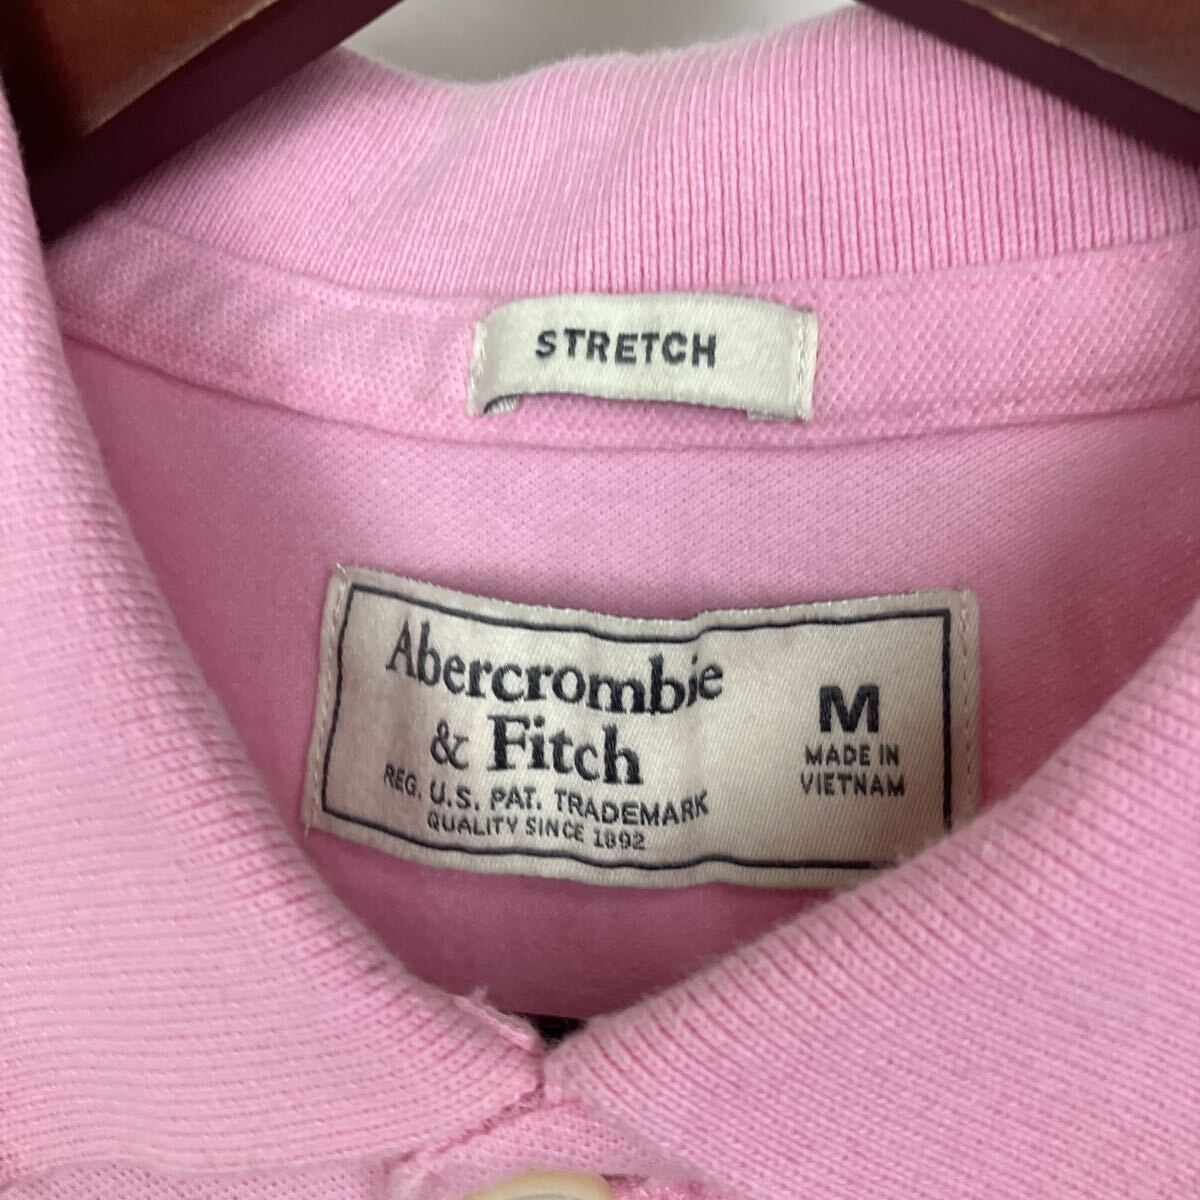 STRETCH
Abercrombie
& Fitch
REG. U.S. PAT. TRADEMARK
QUALITY SINCE 1892
M
MADE IN
VIETNAM